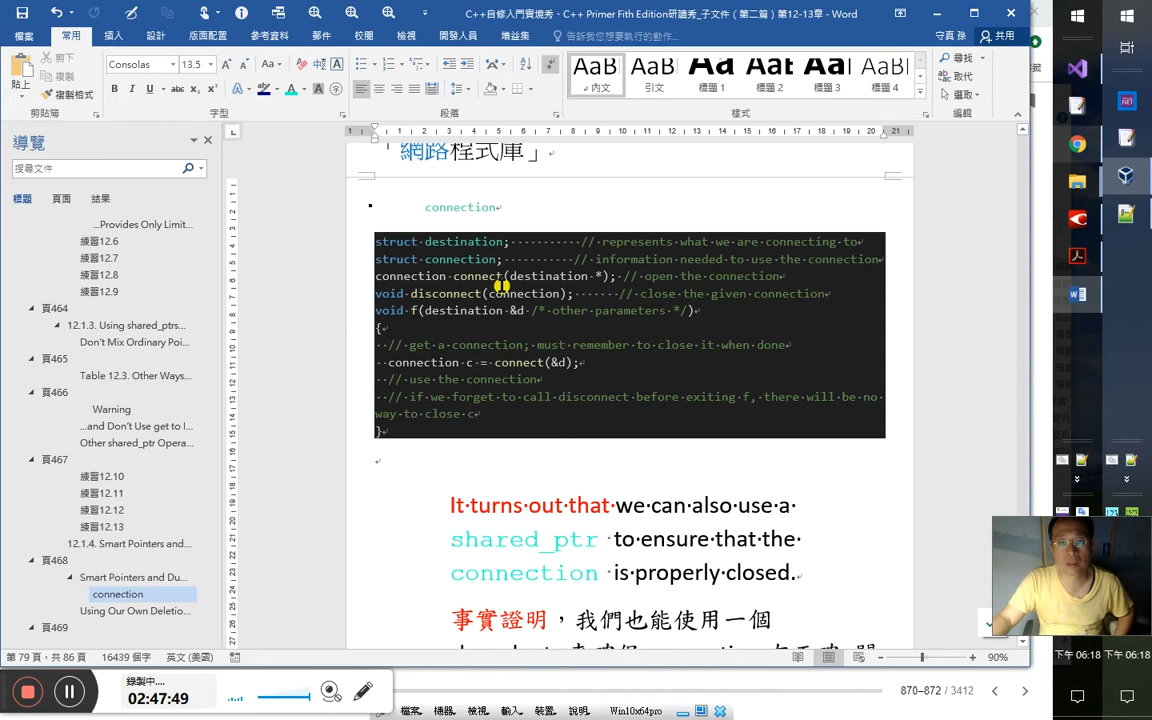 C++自修入門實境秀、C++ Primer Fith Edition研讀秀_子文件（第二篇）第12-13章 - Word
檔案
常用
插入
設計
版面配置
參考資料
郵件
校閱
檢視
開發人員
增益集
告訴我您想要執行的動作...
守真 孫
共用
貼上
剪下
複製
複製格式
剪貼簿
Consolas
13.5
字型
段落
AaB
內文
AaB
引文
Aa
標題 1
Aat
標題 2
Aa
標題 3
AaBl
標題 4
樣式
尋找
取代
選取
編輯
導覽
搜尋文件
標題
頁面
結果
...Provides Only Limit...
練習12.6
練習12.7
練習12.8
練習12.9
頁464
12.1.3. Using shared_ptrs...
Don't Mix Ordinary Poi...
頁465
Table 12.3. Other Ways...
頁466
Warning
...and Don't Use get to I...
Other shared_ptr Opera...
頁467
練習12.10
練習12.11
練習12.12
練習12.13
12.1.4. Smart Pointers and...
頁468
Smart Pointers and Du...
connection
Using Our Own Deletio...
頁469
「網路程式庫」
connection
struct destination; // represents what we are connecting to
struct connection; // information needed to use the connection
connection connect(destination *); // open the connection
void disconnect(connection); // close the given connection
void f(destination &d /* other parameters */)
{
// get a connection; must remember to close it when done
connection c = connect(&d);
// use the connection
// if we forget to call disconnect before exiting f, there will be no
way to close c
}
It turns out that we can also use a
shared_ptr to ensure that the
connection is properly closed.
事實證明，我們也能使用一個
第 79 頁，共 86 頁
16439 個字
英文 (美國)
90%
錄製中...
02:47:49
870–872 / 3412
檔案
機器
檢視
輸入
裝置
說明
Win10x64pro
下午 06:18
下午 06:18